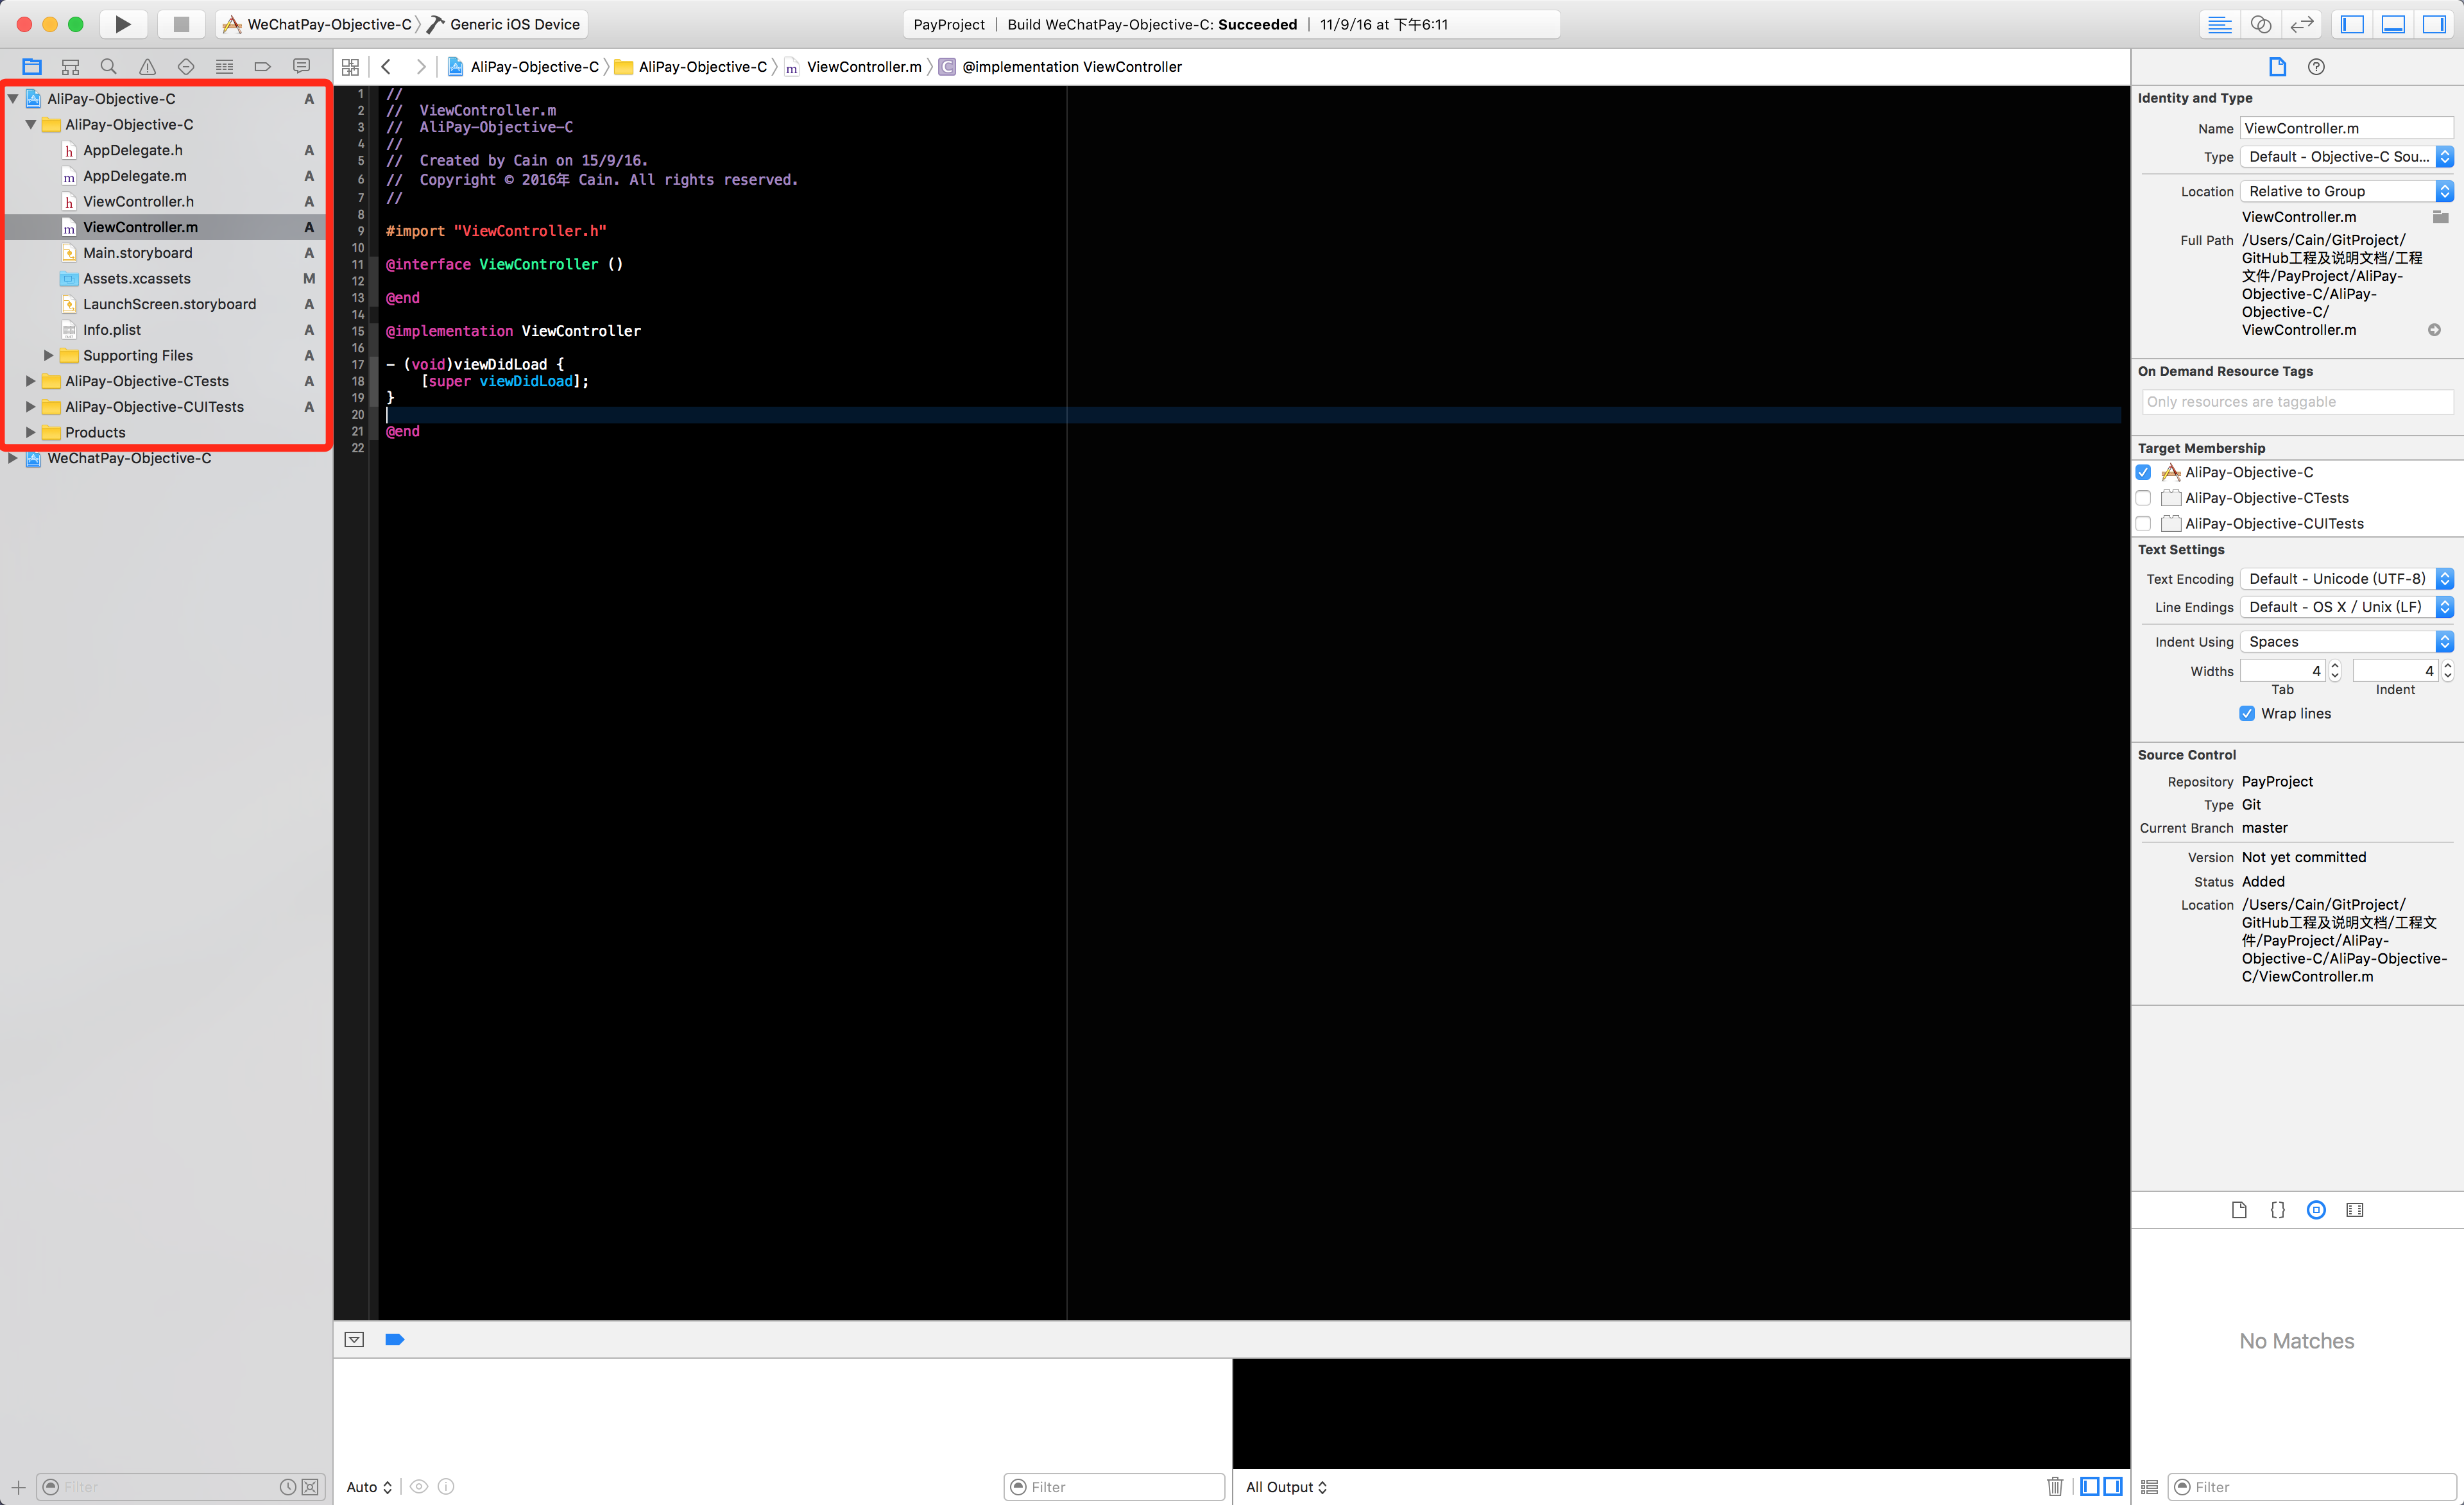 WeChatPay-Objective-C Generic iOS Device
PayProject | Build WeChatPay-Objective-C: Succeeded | 11/9/16 at 下午6:11
AliPay-Objective-C A
AliPay-Objective-C
AppDelegate.h A
AppDelegate.m A
ViewController.h A
ViewController.m A
Main.storyboard A
Assets.xcassets M
LaunchScreen.storyboard A
Info.plist A
Supporting Files A
AliPay-Objective-CTests A
AliPay-Objective-CUITests A
Products
WeChatPay-Objective-C
Filter
AliPay-Objective-C AliPay-Objective-C m ViewController.m C @implementation ViewController
1 //
2 //  ViewController.m
3 //  AliPay-Objective-C
4 //
5 //  Created by Cain on 15/9/16.
6 //  Copyright © 2016年 Cain. All rights reserved.
7 //
8
9 #import "ViewController.h"
10
11 @interface ViewController ()
12
13 @end
14
15 @implementation ViewController
16
17 - (void)viewDidLoad {
18     [super viewDidLoad];
19 }
20
21 @end
22
Auto
Filter
All Output
Identity and Type
Name ViewController.m
Type Default - Objective-C Sou...
Location Relative to Group
ViewController.m
Full Path /Users/Cain/GitProject/
GitHub工程及说明文档/工程
文件/PayProject/AliPay-
Objective-C/AliPay-
Objective-C/
ViewController.m
On Demand Resource Tags
Only resources are taggable
Target Membership
AliPay-Objective-C
AliPay-Objective-CTests
AliPay-Objective-CUITests
Text Settings
Text Encoding Default - Unicode (UTF-8)
Line Endings Default - OS X / Unix (LF)
Indent Using Spaces
Widths 4 4
Tab Indent
Wrap lines
Source Control
Repository PayProject
Type Git
Current Branch master
Version Not yet committed
Status Added
Location /Users/Cain/GitProject/
GitHub工程及说明文档/工程文
件/PayProject/AliPay-
Objective-C/AliPay-Objective-
C/ViewController.m
No Matches
Filter